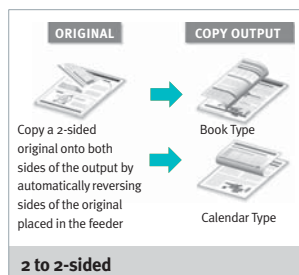 ORIGINAL
COPY OUTPUT
Copy a 2-sided
original onto both
sides of the output by
automatically reversing
sides of the original
placed in the feeder
Book Type
Calendar Type
2 to 2-sided